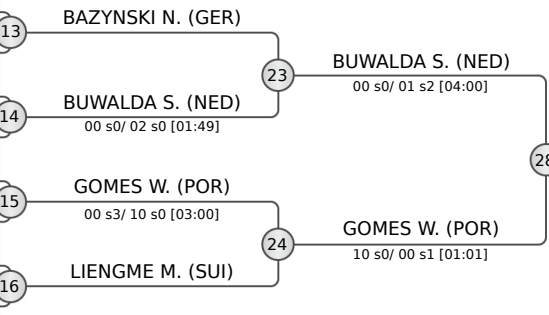 BAZYNSKI N. (GER)
13
BUWALDA S. (NED)
23
00 s0/ 01 s2 [04:00]
BUWALDA S. (NED)
14
00 s0/ 02 s0 [01:49]
28
GOMES W. (POR)
15
00 s3/ 10 s0 [03:00]
GOMES W. (POR)
24
10 s0/ 00 s1 [01:01]
LIENGME M. (SUI)
16